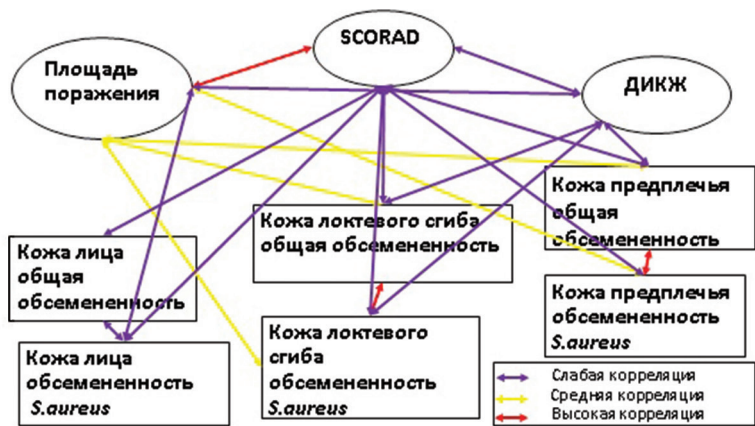 SCORAD
Площадь
поражения
ДИКЖ
Кожа предплечья
общая
обсемененность
Кожа локтевого сгиба
общая обсемененность
Кожа лица
общая
обсемененность
Кожа предплечья
обсемененность
S.aureus
Кожа локтевого
сгиба
обсемененность
S.aureus
Кожа лица
обсемененность
S.aureus
Слабая корреляция
Средняя корреляция
Высокая корреляция